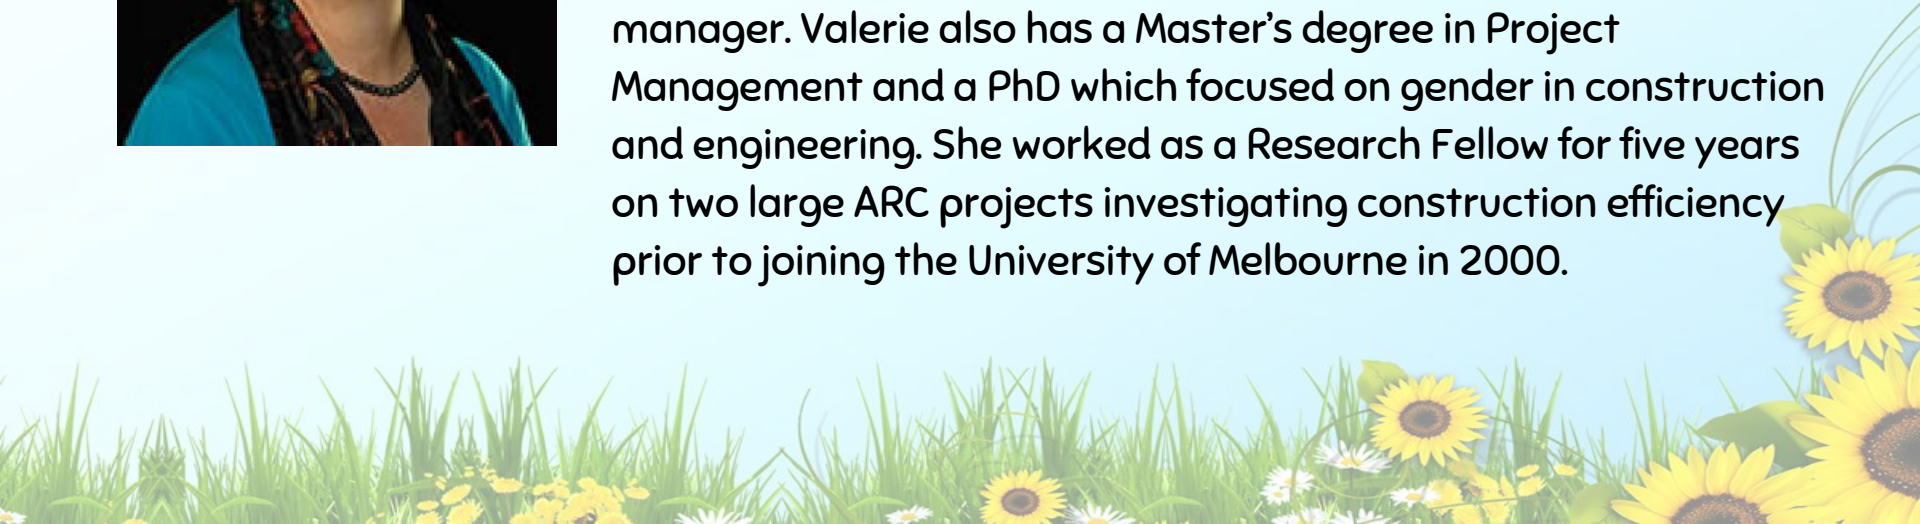 manager. Valerie also has a Master's degree in Project
Management and a PhD which focused on gender in construction
and engineering. She worked as a Research Fellow for five years
on two large ARC projects investigating construction efficiency
prior to joining the University of Melbourne in 2000.